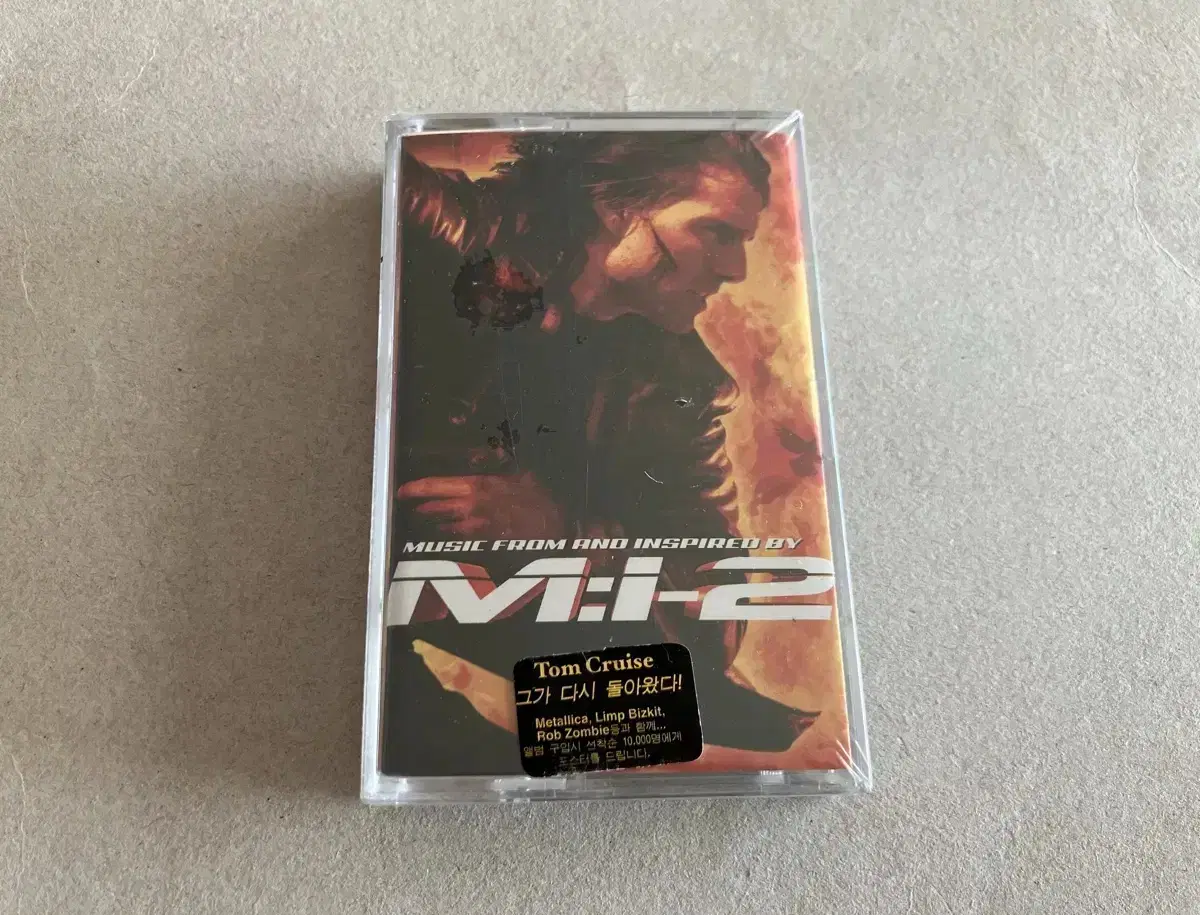 MUSIC FROM AND INSPIRED BY
M:I-2
Tom Cruise
그가 다시 돌아왔다!
Metallica, Limp Bizkit,
Rob Zombie등과 함께...
앨범 구입시 선착순 10,000명에게
포스터를 드립니다.